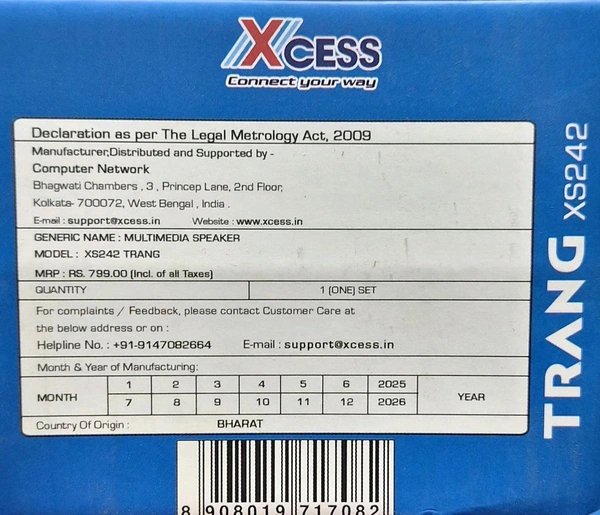 XCESS
Connect your way
Declaration as per The Legal Metrology Act, 2009
Manufacturer,Distributed and Supported by -
Computer Network
Bhagwati Chambers , 3 , Princep Lane, 2nd Floor,
Kolkata- 700072, West Bengal , India .
E-mail : support@xcess.in Website : www.xcess.in
GENERIC NAME : MULTIMEDIA SPEAKER
MODEL : XS242 TRANG
MRP : RS. 799.00 (Incl. of all Taxes)
QUANTITY 1 (ONE) SET
For complaints / Feedback, please contact Customer Care at
the below address or on :
Helpline No. : +91-9147082664 E-mail : support@xcess.in
Month & Year of Manufacturing:
MONTH 1 2 3 4 5 6 2025 YEAR
7 8 9 10 11 12 2026
Country Of Origin : BHARAT
8 908019 717082
TRANG XS242